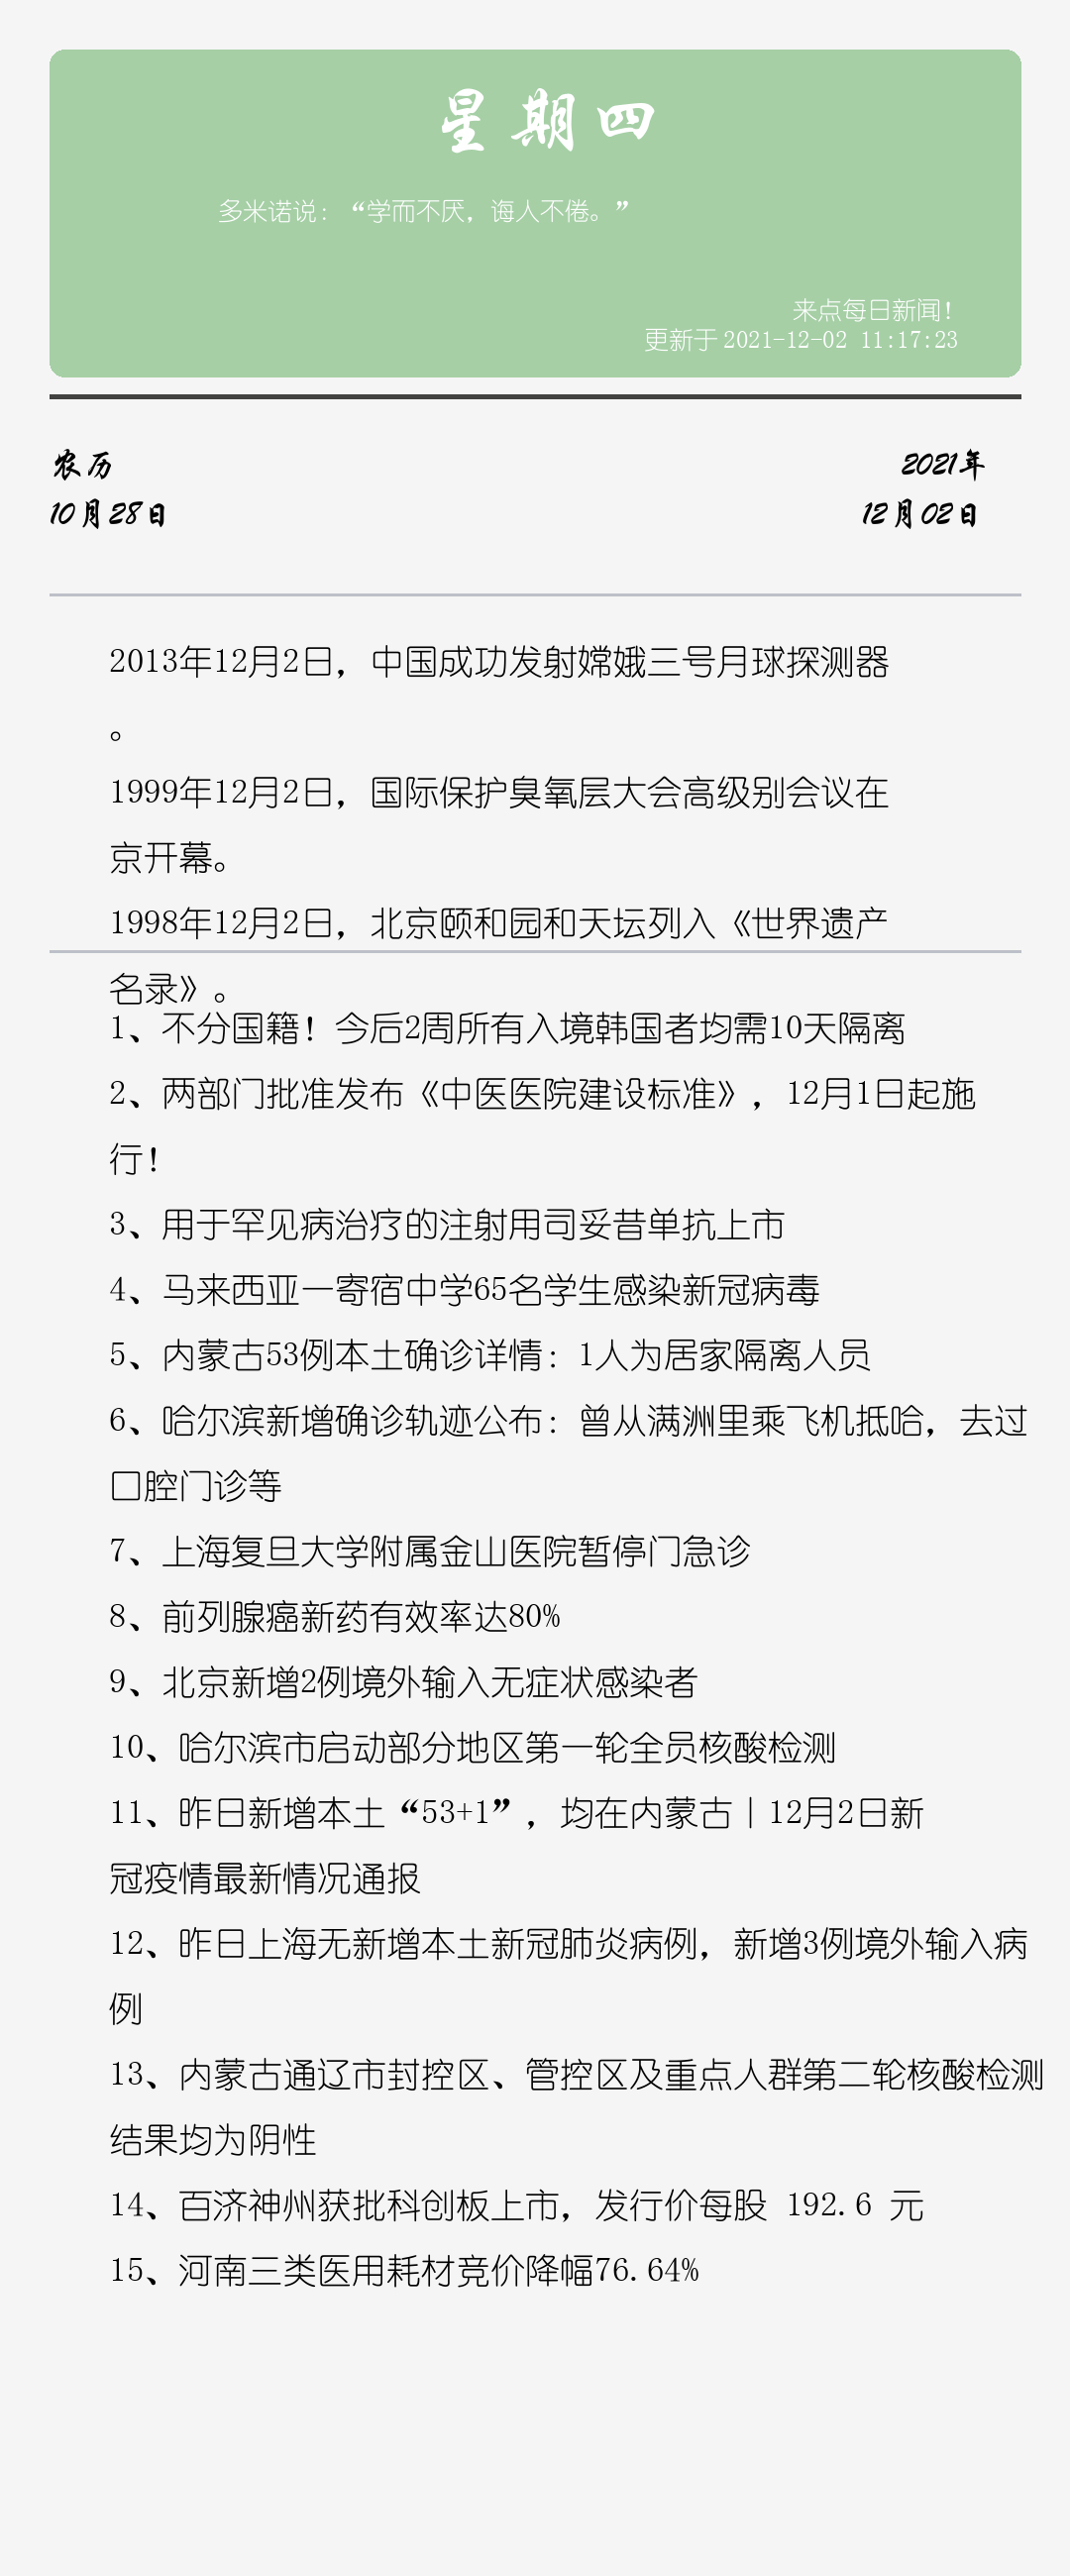 星期四
多米诺说：“学而不厌，诲人不倦。”
来点每日新闻！
更新于 2021-12-02 11:17:23
农历
10月28日
2021年
12月02日
2013年12月2日，中国成功发射嫦娥三号月球探测器
。
1999年12月2日，国际保护臭氧层大会高级别会议在
京开幕。
1998年12月2日，北京颐和园和天坛列入《世界遗产
名录》。
1、不分国籍！今后2周所有入境韩国者均需10天隔离
2、两部门批准发布《中医医院建设标准》，12月1日起施
行！
3、用于罕见病治疗的注射用司妥昔单抗上市
4、马来西亚一寄宿中学65名学生感染新冠病毒
5、内蒙古53例本土确诊详情：1人为居家隔离人员
6、哈尔滨新增确诊轨迹公布：曾从满洲里乘飞机抵哈，去过
口腔门诊等
7、上海复旦大学附属金山医院暂停门急诊
8、前列腺癌新药有效率达80%
9、北京新增2例境外输入无症状感染者
10、哈尔滨市启动部分地区第一轮全员核酸检测
11、昨日新增本土“53+1”，均在内蒙古｜12月2日新
冠疫情最新情况通报
12、昨日上海无新增本土新冠肺炎病例，新增3例境外输入病
例
13、内蒙古通辽市封控区、管控区及重点人群第二轮核酸检测
结果均为阴性
14、百济神州获批科创板上市，发行价每股 192.6 元
15、河南三类医用耗材竞价降幅76.64%